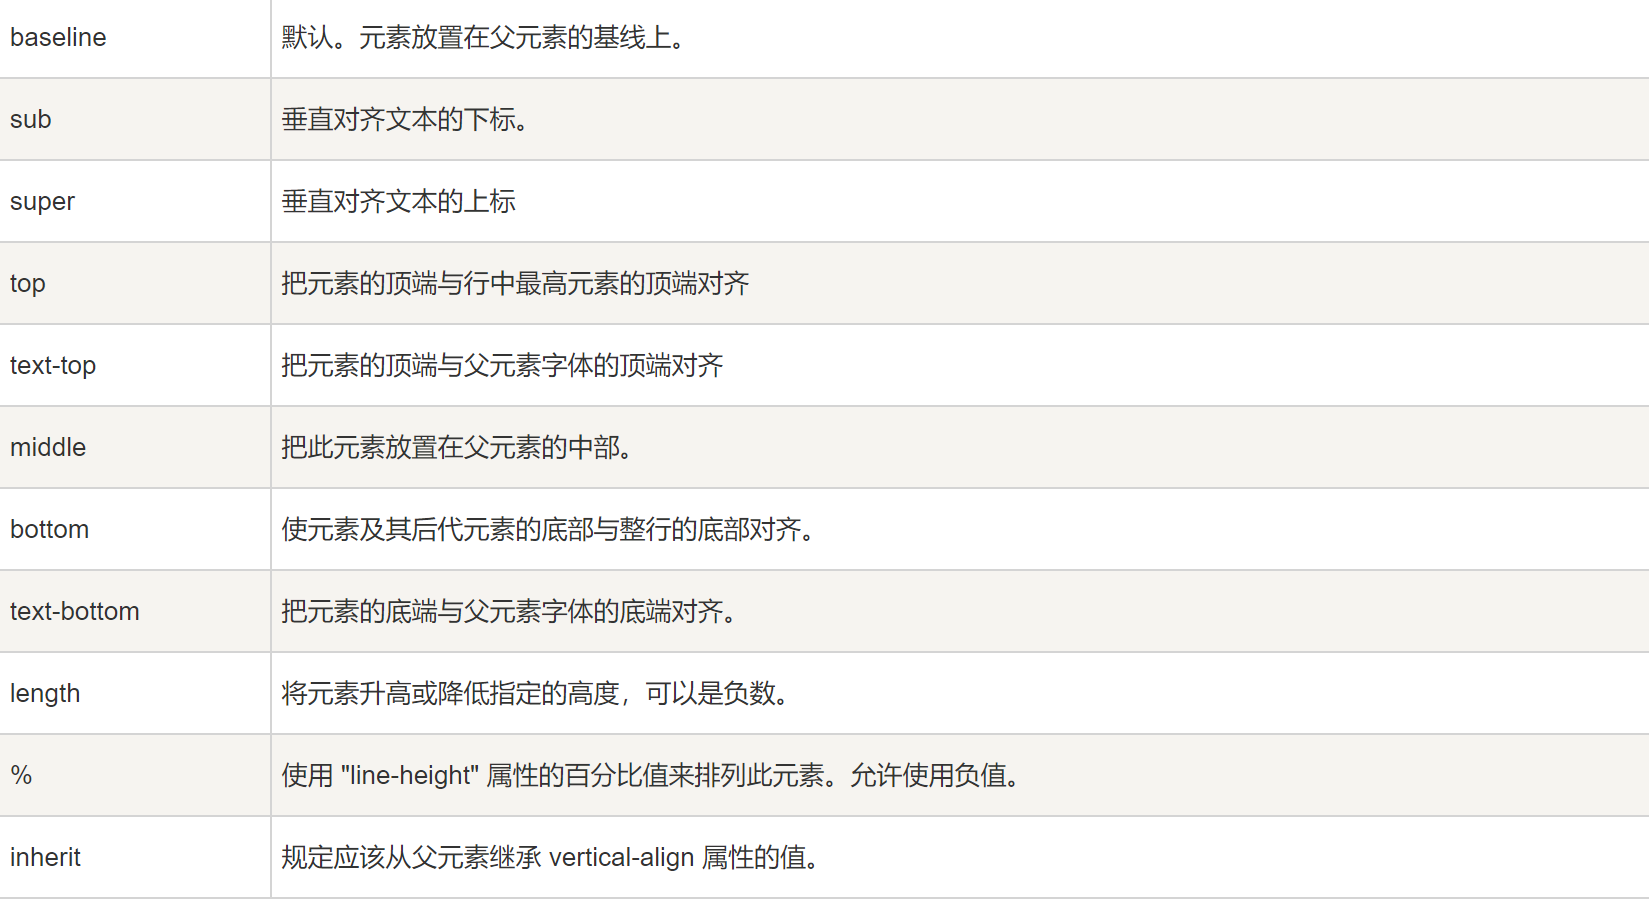 baseline 默认。元素放置在父元素的基线上。
sub 垂直对齐文本的下标。
super 垂直对齐文本的上标
top 把元素的顶端与行中最高元素的顶端对齐
text-top 把元素的顶端与父元素字体的顶端对齐
middle 把此元素放置在父元素的中部。
bottom 使元素及其后代元素的底部与整行的底部对齐。
text-bottom 把元素的底端与父元素字体的底端对齐。
length 将元素升高或降低指定的高度，可以是负数。
% 使用 "line-height" 属性的百分比值来排列此元素。允许使用负值。
inherit 规定应该从父元素继承 vertical-align 属性的值。